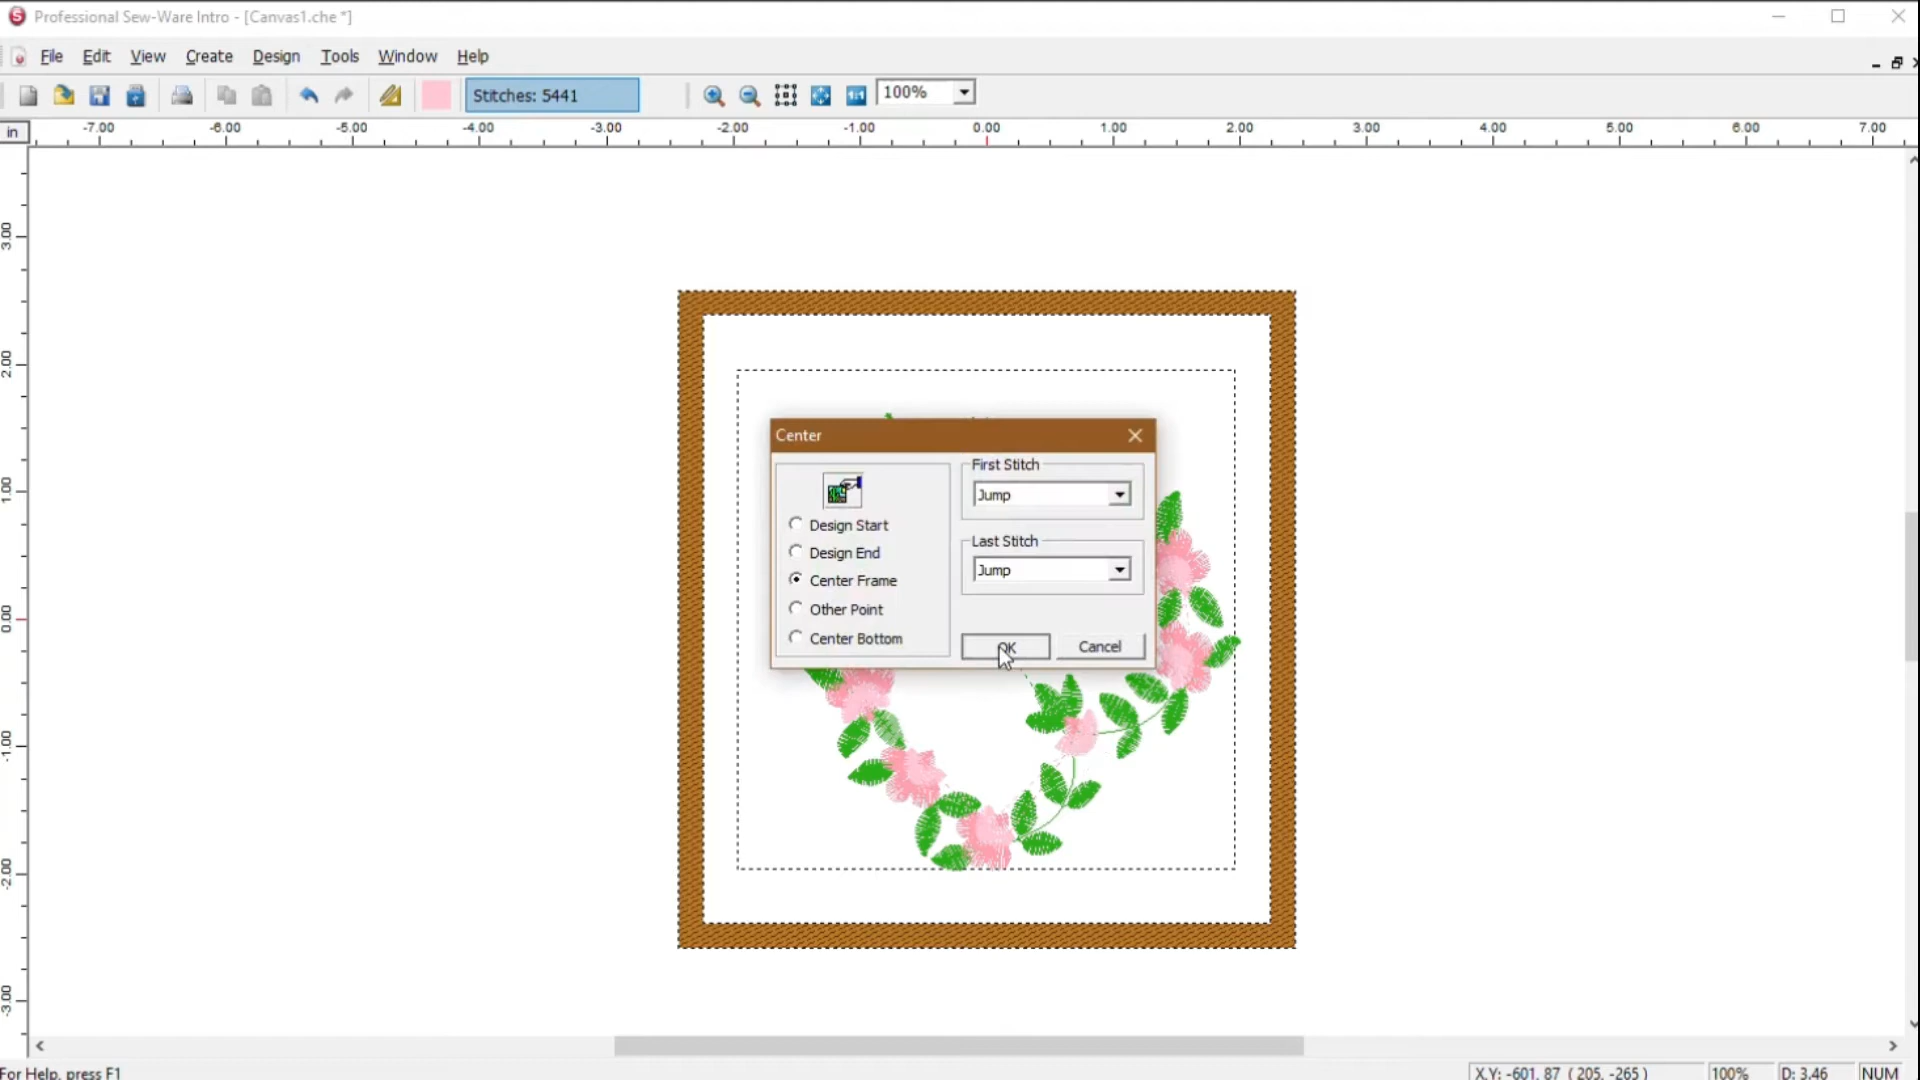 Professional Sew-Ware Intro - [Canvas1.che *]
File Edit View Create Design Tools Window Help
Stitches: 5441
100%
in
-7.00 -6.00 -5.00 -4.00 -3.00 -2.00 -1.00 0.00 1.00 2.00 3.00 4.00 5.00 6.00 7.00
3.00
2.00
1.00
0.00
-1.00
-2.00
-3.00
Center
Design Start
Design End
Center Frame
Other Point
Center Bottom
First Stitch
Jump
Last Stitch
Jump
OK
Cancel
For Help, press F1
X,Y: -601, 87 ( 205, -265 )
100%
D: 3.46
NUM